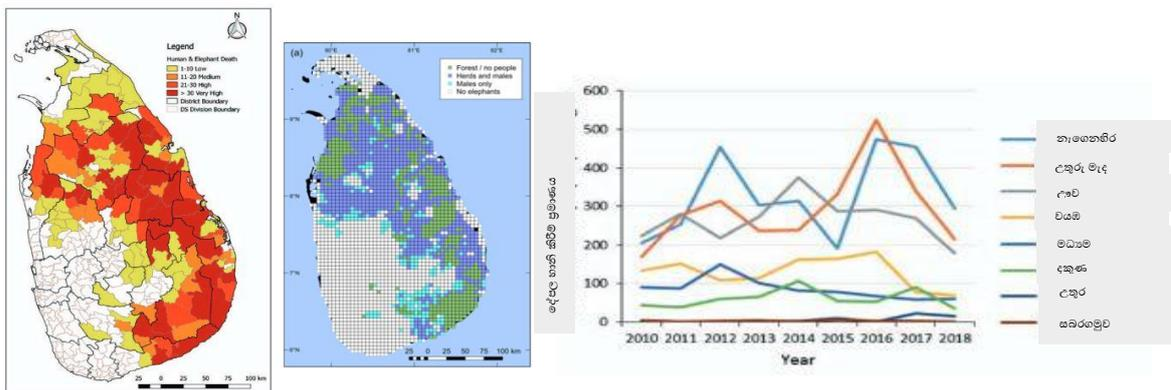 N
Legend
Human & Elephant Death
1-10 Low
11-20 Medium
21-30 High
> 30 Very High
District Boundary
DS Division Boundary
25 0 25 50 75 100 km
(a)
80°E 81°E 82°E
Forest / no people
Herds and males
Males only
No elephants
9°N
8°N
7°N
6°N
25 0 25 50 75 100 km
දේපල හානි කිරීම් ප්‍රමාණය
600
500
400
300
200
100
0
2010 2011 2012 2013 2014 2015 2016 2017 2018
Year
නැගෙනහිර
උතුරු මැද
ඌව
වයඹ
මධ්‍යම
දකුණ
උතුර
සබරගමුව